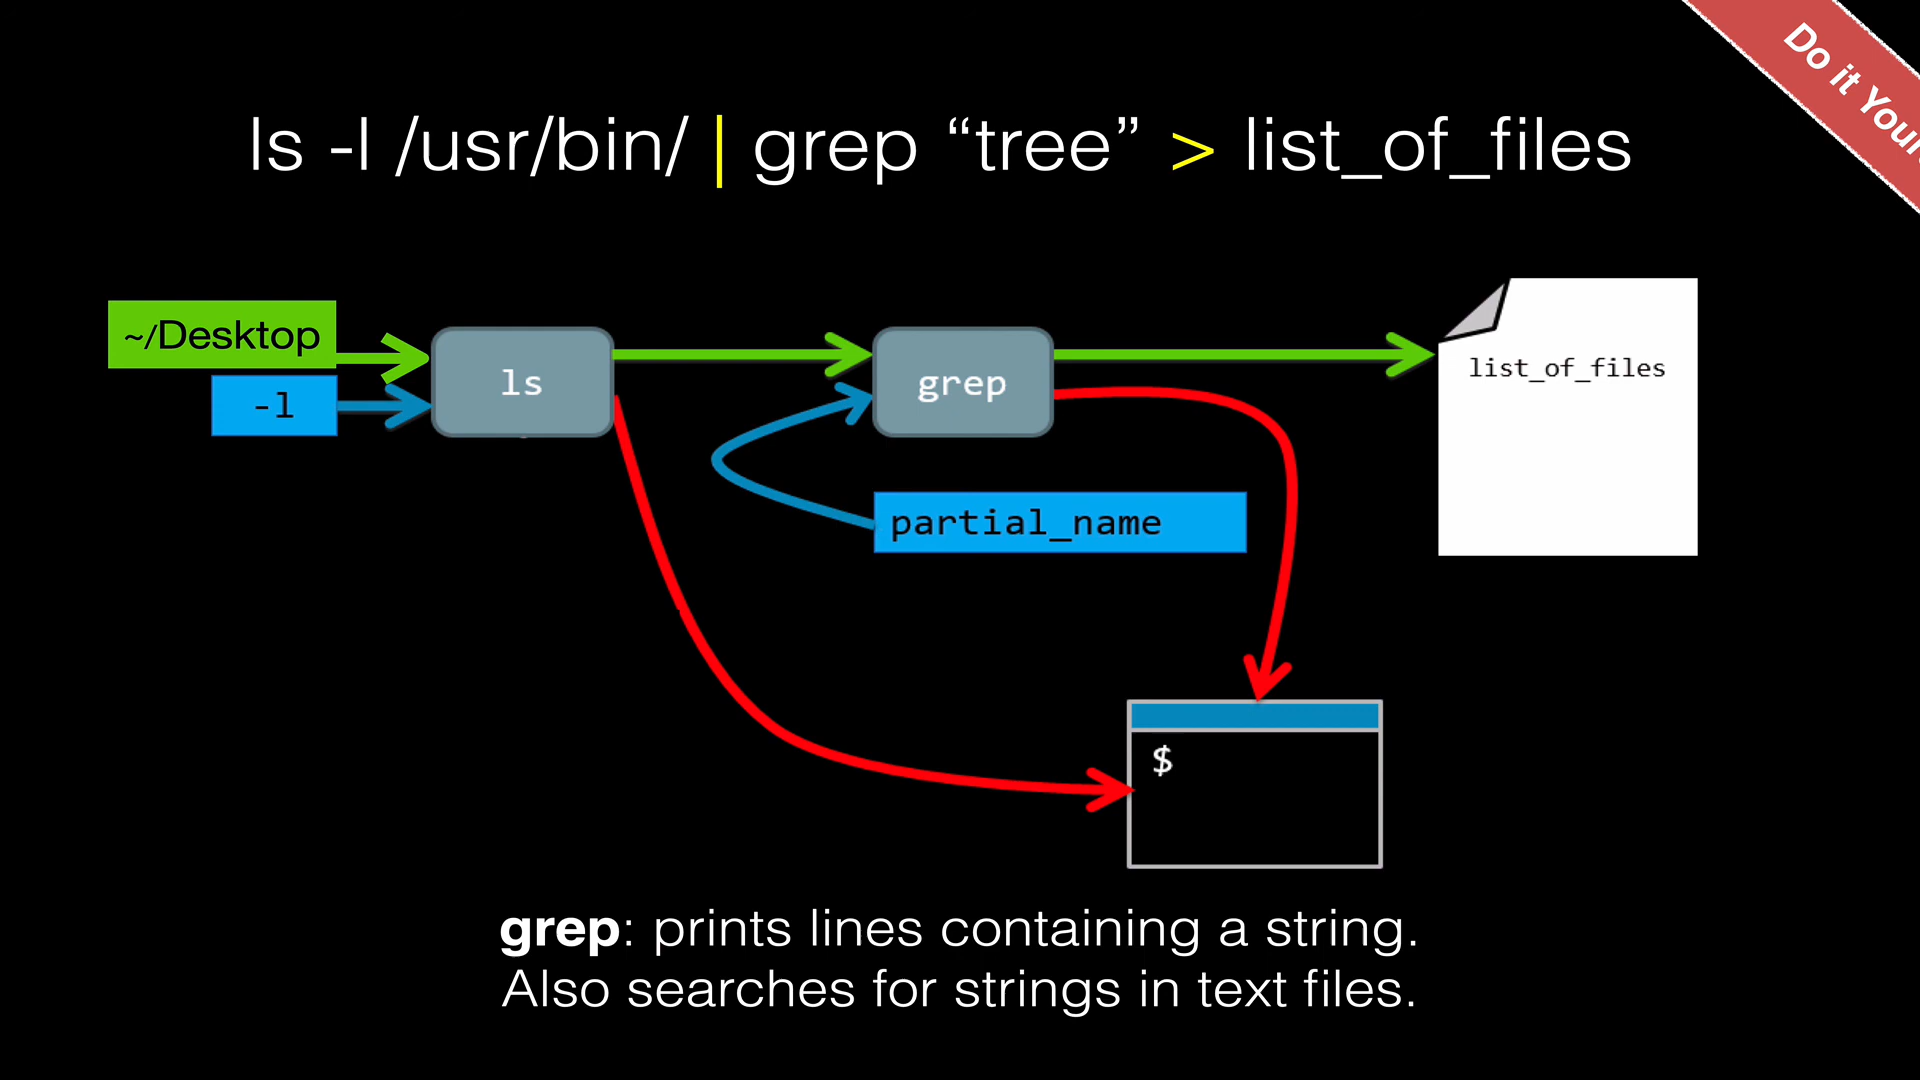 Do it Your
ls -l /usr/bin/ | grep “tree” > list_of_files
~/Desktop
-l
ls
grep
list_of_files
partial_name
$
grep: prints lines containing a string.
Also searches for strings in text files.